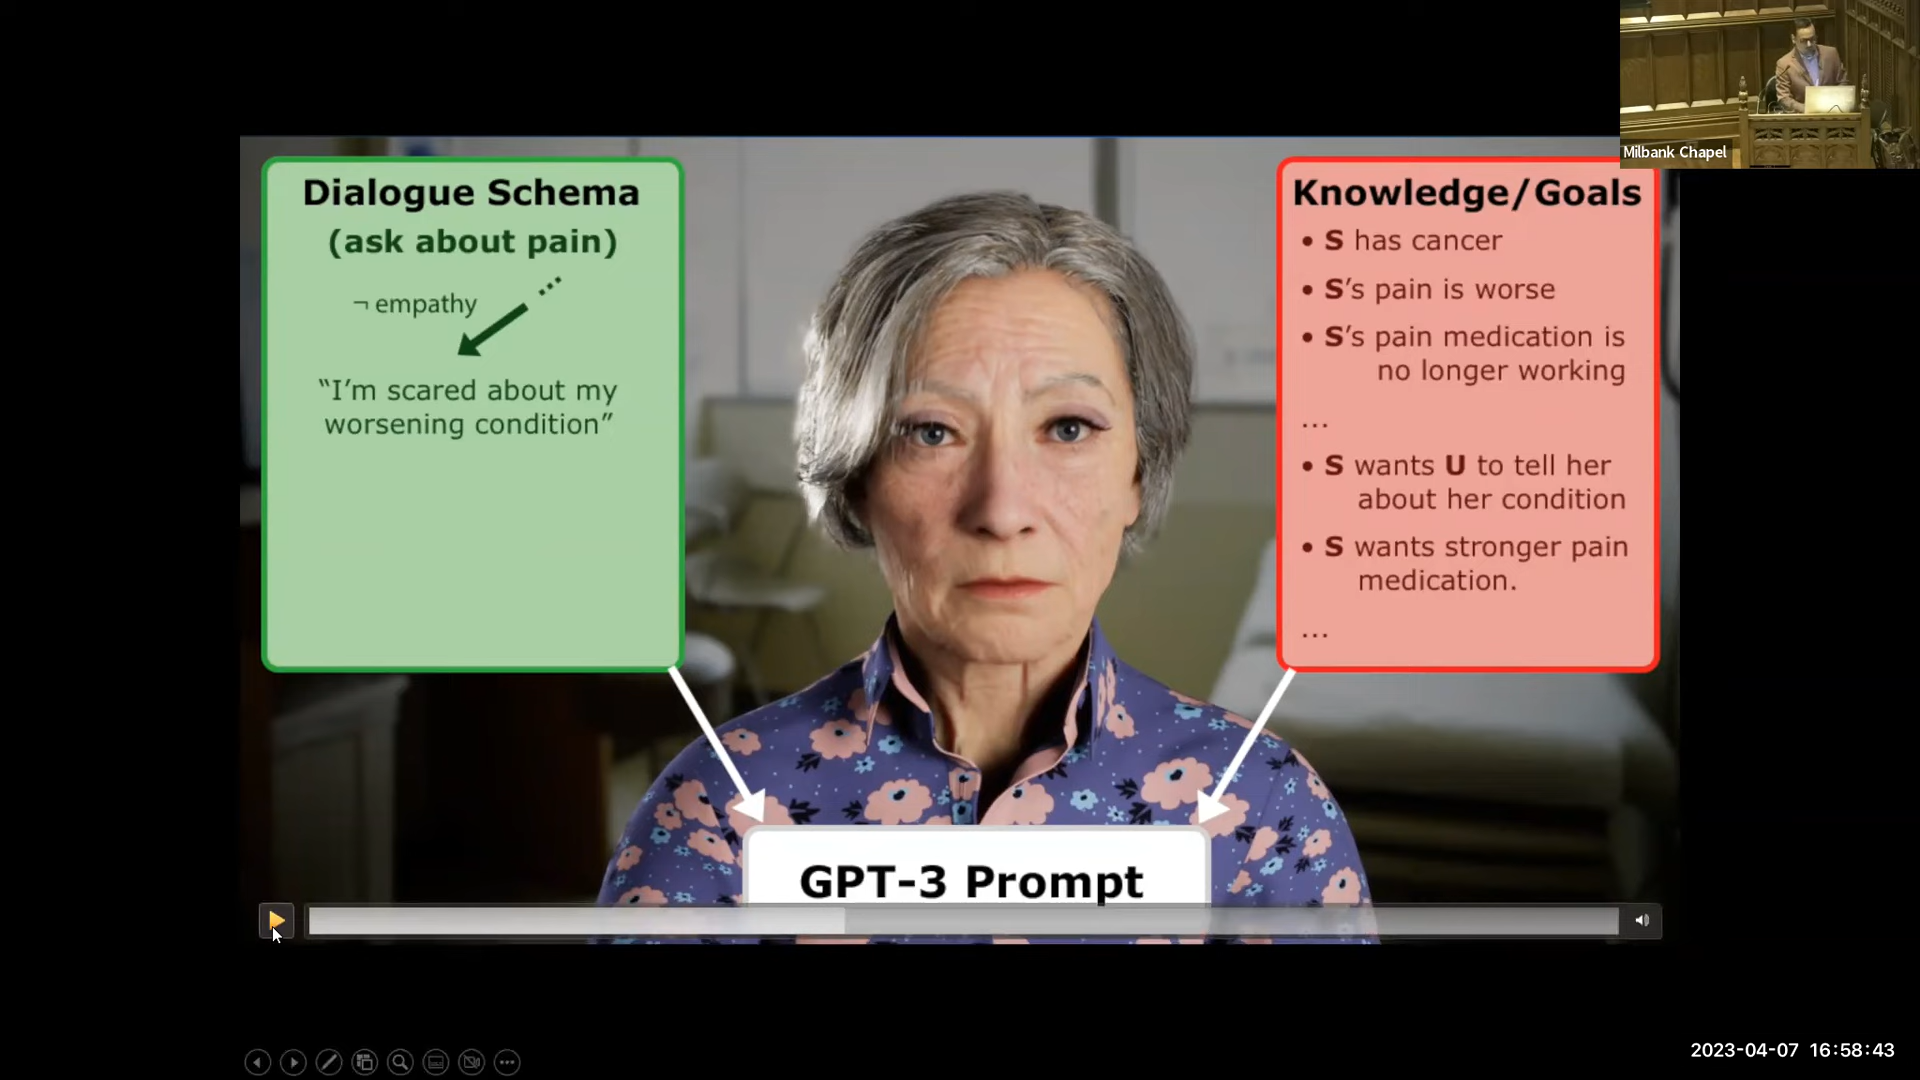 Milbank Chapel
Dialogue Schema
(ask about pain)
...
¬ empathy
“I’m scared about my
worsening condition”
Knowledge/Goals
• S has cancer
• S’s pain is worse
• S’s pain medication is
no longer working
...
• S wants U to tell her
about her condition
• S wants stronger pain
medication.
...
GPT-3 Prompt
2023-04-07 16:58:43